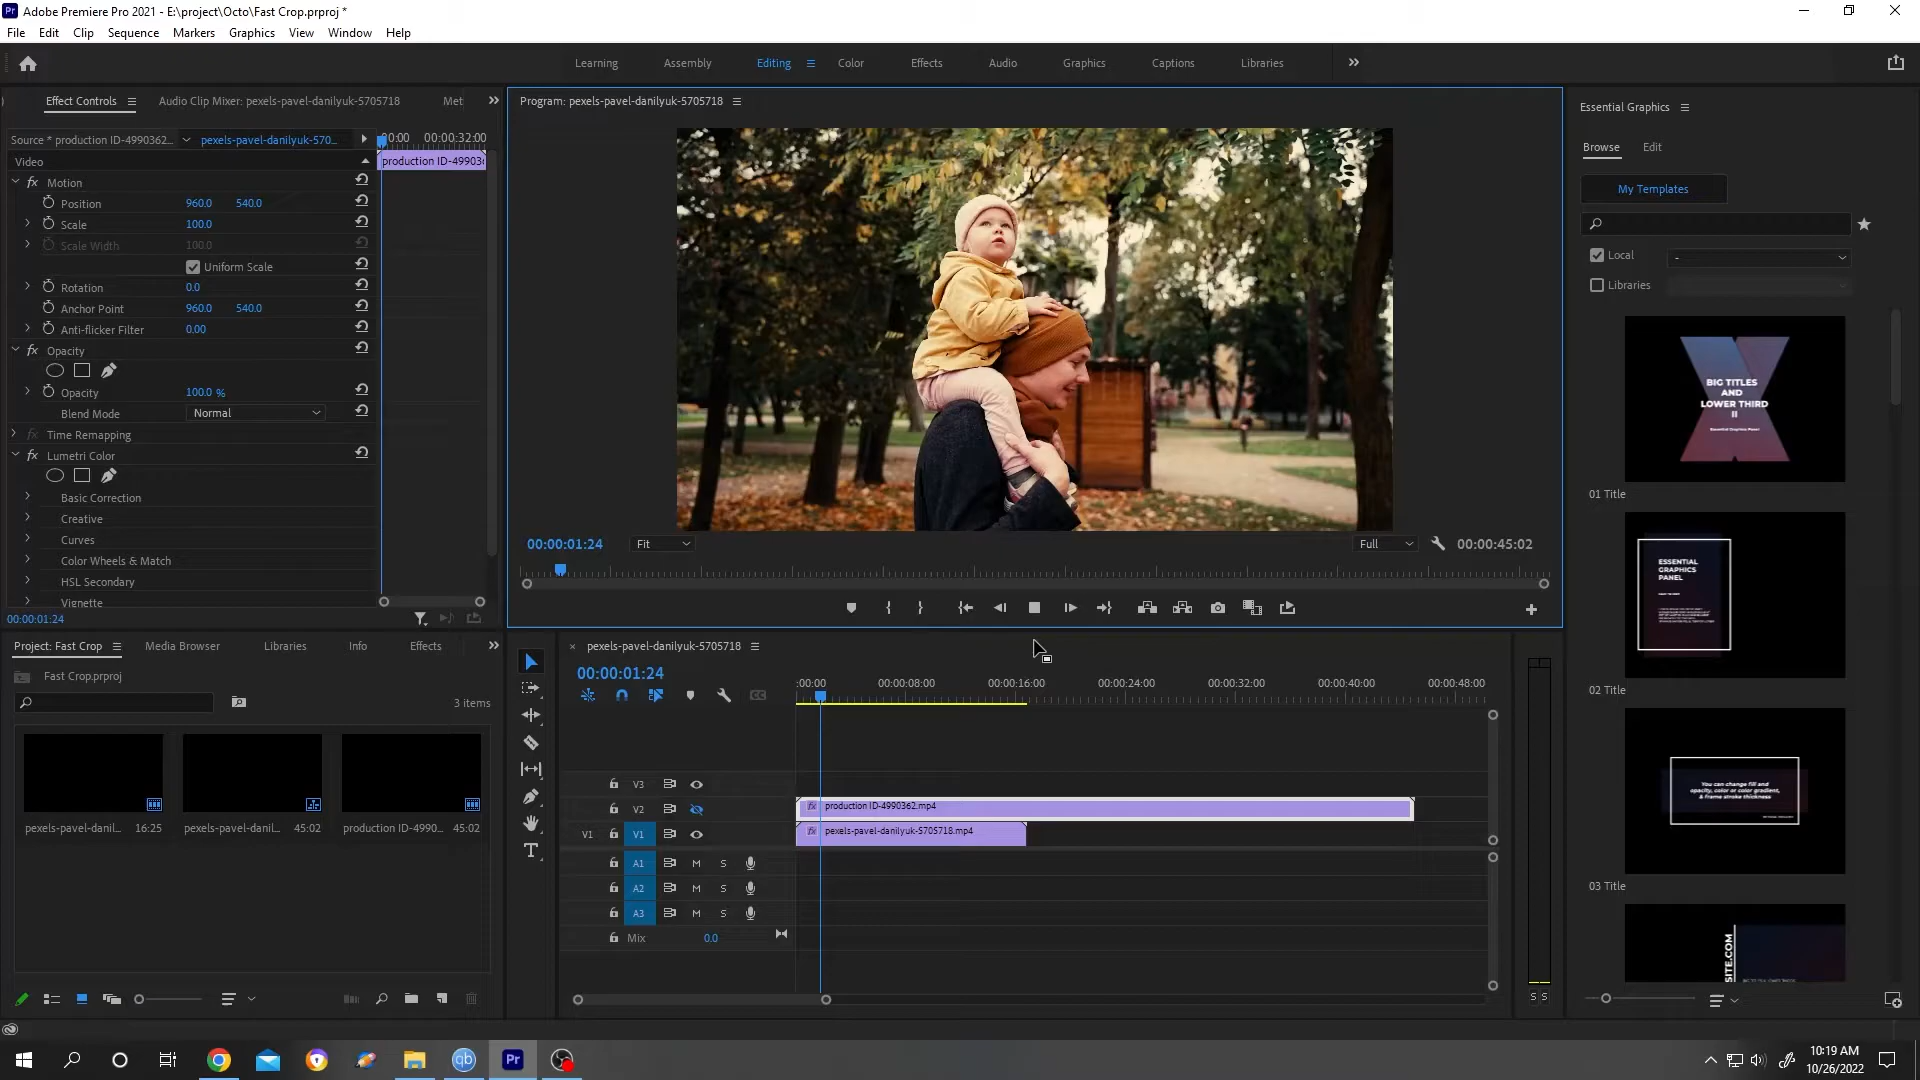 Adobe Premiere Pro 2021 - E:\project\Octo\Fast Crop.prproj *
File Edit Clip Sequence Markers Graphics View Window Help
Learning Assembly Editing Color Effects Audio Graphics Captions Libraries
Effect Controls Audio Clip Mixer: pexels-pavel-danilyuk-5705718 Met
Source * production ID-4990362... pexels-pavel-danilyuk-570...
:00:00 00:00:32:00
Video
production ID-49903
Motion
Position 960.0 540.0
Scale 100.0
Scale Width 100.0
Uniform Scale
Rotation 0.0
Anchor Point 960.0 540.0
Anti-flicker Filter 0.00
Opacity
Opacity 100.0 %
Blend Mode Normal
Time Remapping
Lumetri Color
Basic Correction
Creative
Curves
Color Wheels & Match
HSL Secondary
Vignette
00:00:01:24
Program: pexels-pavel-danilyuk-5705718
00:00:01:24 Fit Full 00:00:45:02
Essential Graphics
Browse Edit
My Templates
Local -
Libraries
BIG TITLES
AND
LOWER THIRD
II
Essential Graphics Panel
01 Title
ESSENTIAL
GRAPHICS
PANEL
02 Title
You can change fill and
opacity, color or color gradient,
& frame stroke thickness
03 Title
SITE.COM
Project: Fast Crop Media Browser Libraries Info Effects
Fast Crop.prproj
3 items
pexels-pavel-danil... 16:25
pexels-pavel-danil... 45:02
production ID-4990... 45:02
pexels-pavel-danilyuk-5705718
00:00:01:24
:00:00 00:00:08:00 00:00:16:00 00:00:24:00 00:00:32:00 00:00:40:00 00:00:48:00
V3
V2 fx production ID-4990362.mp4
V1 V1 fx pexels-pavel-danilyuk-5705718.mp4
A1 M S
A2 M S
A3 M S
Mix 0.0
S S
qb Pr
10:19 AM
10/26/2022